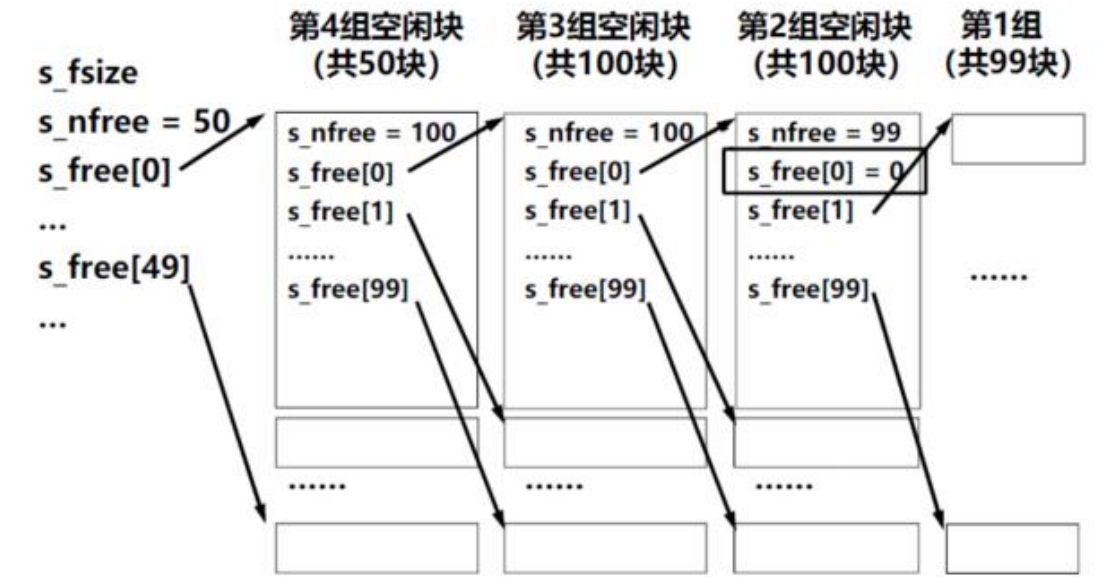 s_fsize
s_nfree = 50
s_free[0]
...
s_free[49]
...
第4组空闲块
(共50块)
s_nfree = 100
s_free[0]
s_free[1]
......
s_free[99]
......
第3组空闲块
(共100块)
s_nfree = 100
s_free[0]
s_free[1]
......
s_free[99]
......
第2组空闲块
(共100块)
s_nfree = 99
s_free[0] = 0
s_free[1]
......
s_free[99]
......
第1组
(共99块)
......